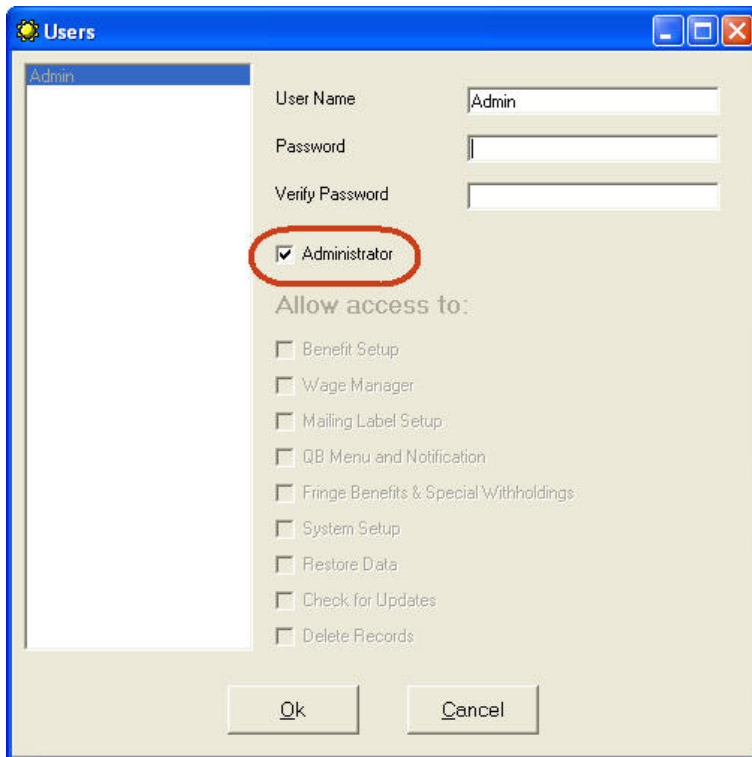 Users
Admin
User Name
Admin
Password
Verify Password
Administrator
Allow access to:
Benefit Setup
Wage Manager
Mailing Label Setup
QB Menu and Notification
Fringe Benefits & Special Withholdings
System Setup
Restore Data
Check for Updates
Delete Records
Ok
Cancel